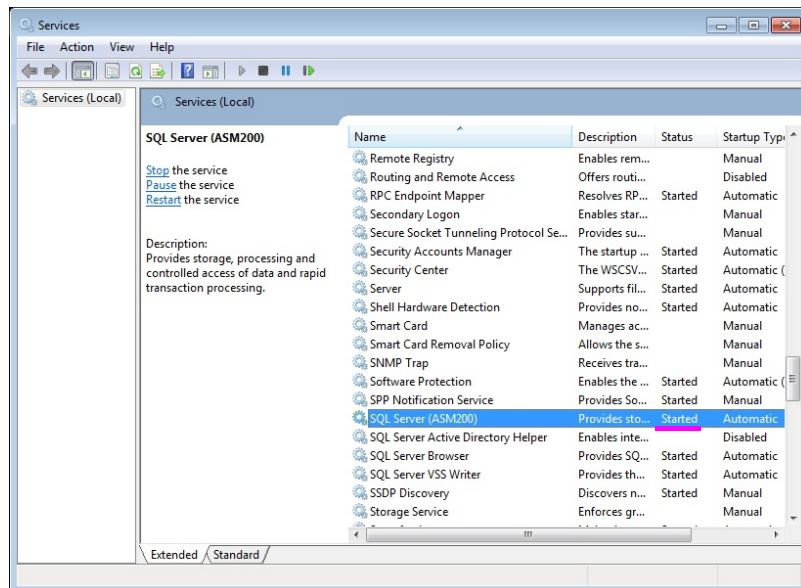 Services
File Action View Help
Services (Local)
Services (Local)
SQL Server (ASM200)
Stop the service
Pause the service
Restart the service
Description:
Provides storage, processing and
controlled access of data and rapid
transaction processing.
Name Description Status Startup Type
Remote Registry Enables rem... Manual
Routing and Remote Access Offers routi... Disabled
RPC Endpoint Mapper Resolves RP... Started Automatic
Secondary Logon Enables star... Manual
Secure Socket Tunneling Protocol Se... Provides su... Manual
Security Accounts Manager The startup ... Started Automatic
Security Center The WSCSV... Started Automatic (
Server Supports fil... Started Automatic
Shell Hardware Detection Provides no... Started Automatic
Smart Card Manages ac... Manual
Smart Card Removal Policy Allows the s... Manual
SNMP Trap Receives tra... Manual
Software Protection Enables the ... Started Automatic (
SPP Notification Service Provides So... Started Manual
SQL Server (ASM200) Provides sto... Started Automatic
SQL Server Active Directory Helper Enables inte... Disabled
SQL Server Browser Provides SQ... Started Automatic
SQL Server VSS Writer Provides th... Started Automatic
SSDP Discovery Discovers n... Started Manual
Storage Service Enforces gr... Manual
Extended Standard